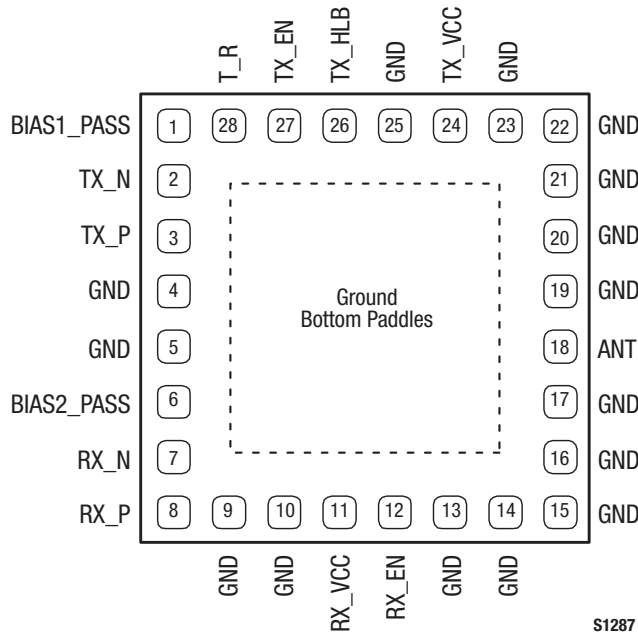 T_R
TX_EN
TX_HLB
GND
TX_VCC
GND
BIAS1_PASS 1 28 27 26 25 24 23 22 GND
TX_N 2 21 GND
TX_P 3 20 GND
GND 4 Ground 19 GND
Bottom Paddles
GND 5 18 ANT
BIAS2_PASS 6 17 GND
RX_N 7 16 GND
RX_P 8 9 10 11 12 13 14 15 GND
GND
GND
RX_VCC
RX_EN
GND
GND
S1287